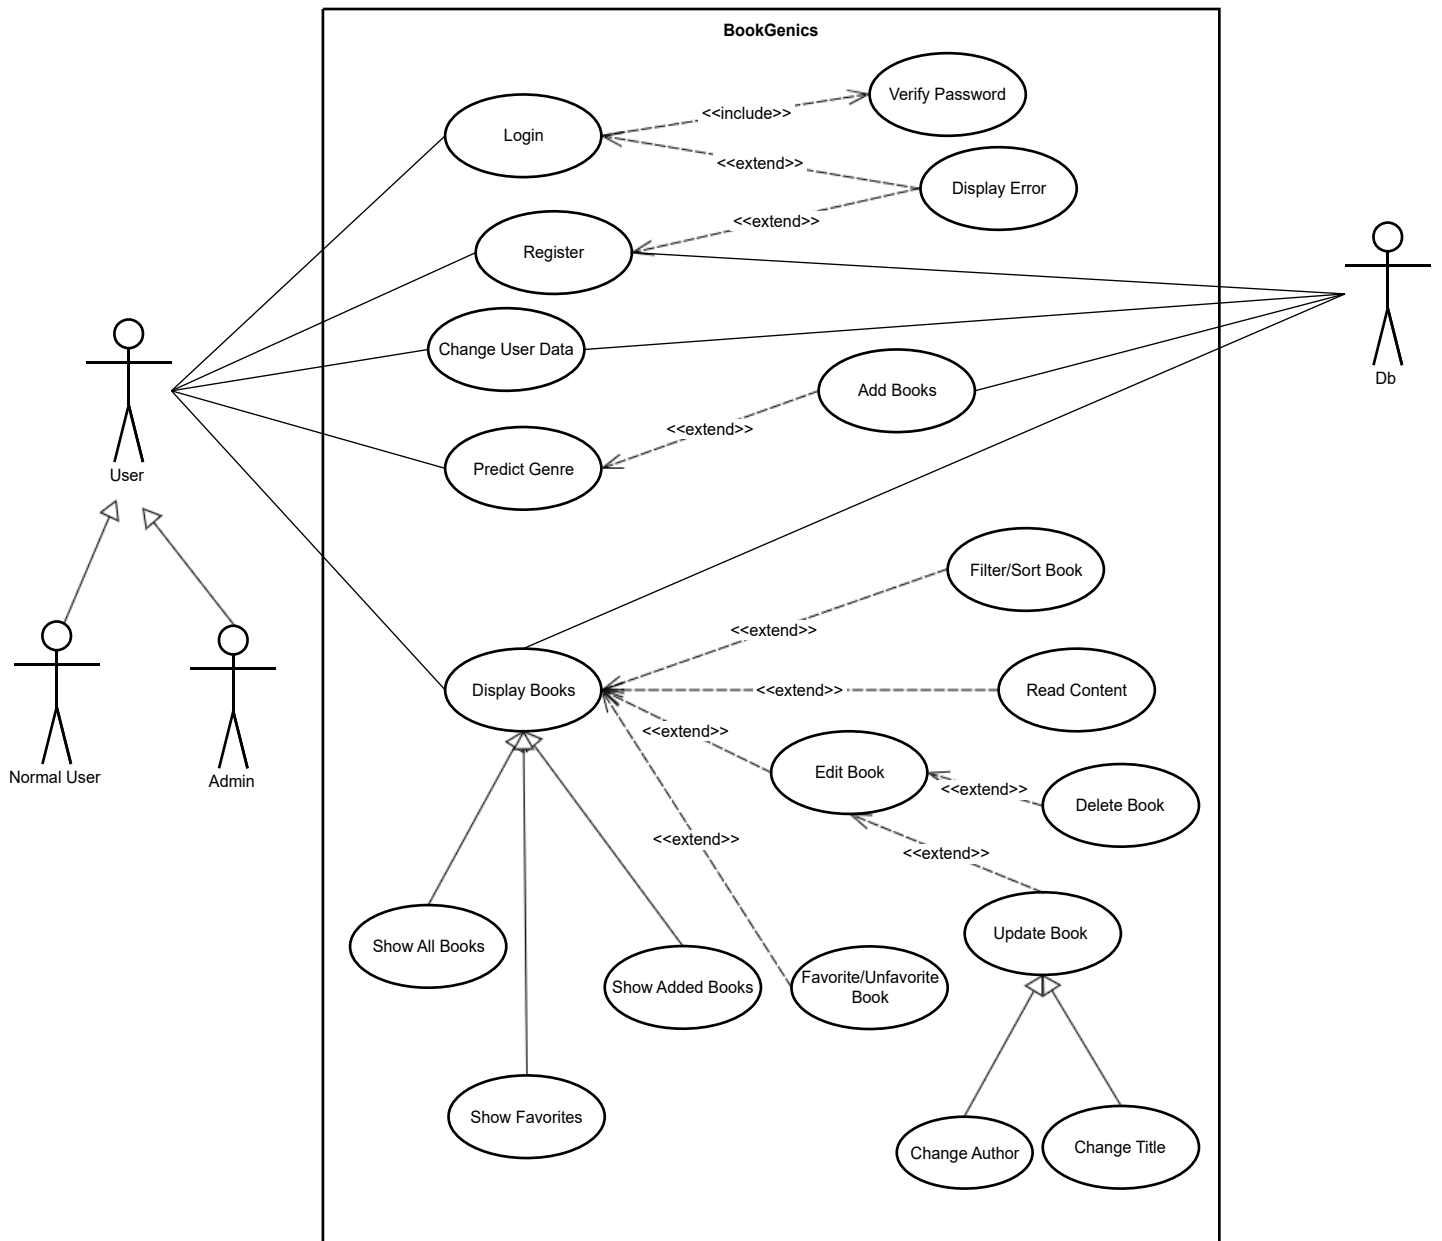 BookGenics
Verify Password
<<include>>
Login
<<extend>>
Display Error
<<extend>>
Register
Change User Data
Add Books
Db
<<extend>>
Predict Genre
User
Filter/Sort Book
<<extend>>
Display Books
<<extend>>
Read Content
<<extend>>
Edit Book
<<extend>>
Delete Book
Normal User
Admin
<<extend>>
<<extend>>
Update Book
Show All Books
Show Added Books
Favorite/Unfavorite
Book
Show Favorites
Change Author
Change Title